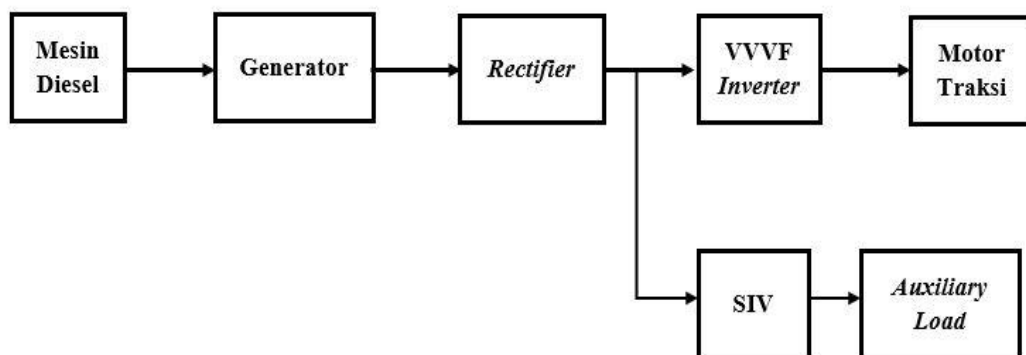 Mesin
Diesel
Generator
Rectifier
VVVF
Inverter
Motor
Traksi
SIV
Auxiliary
Load